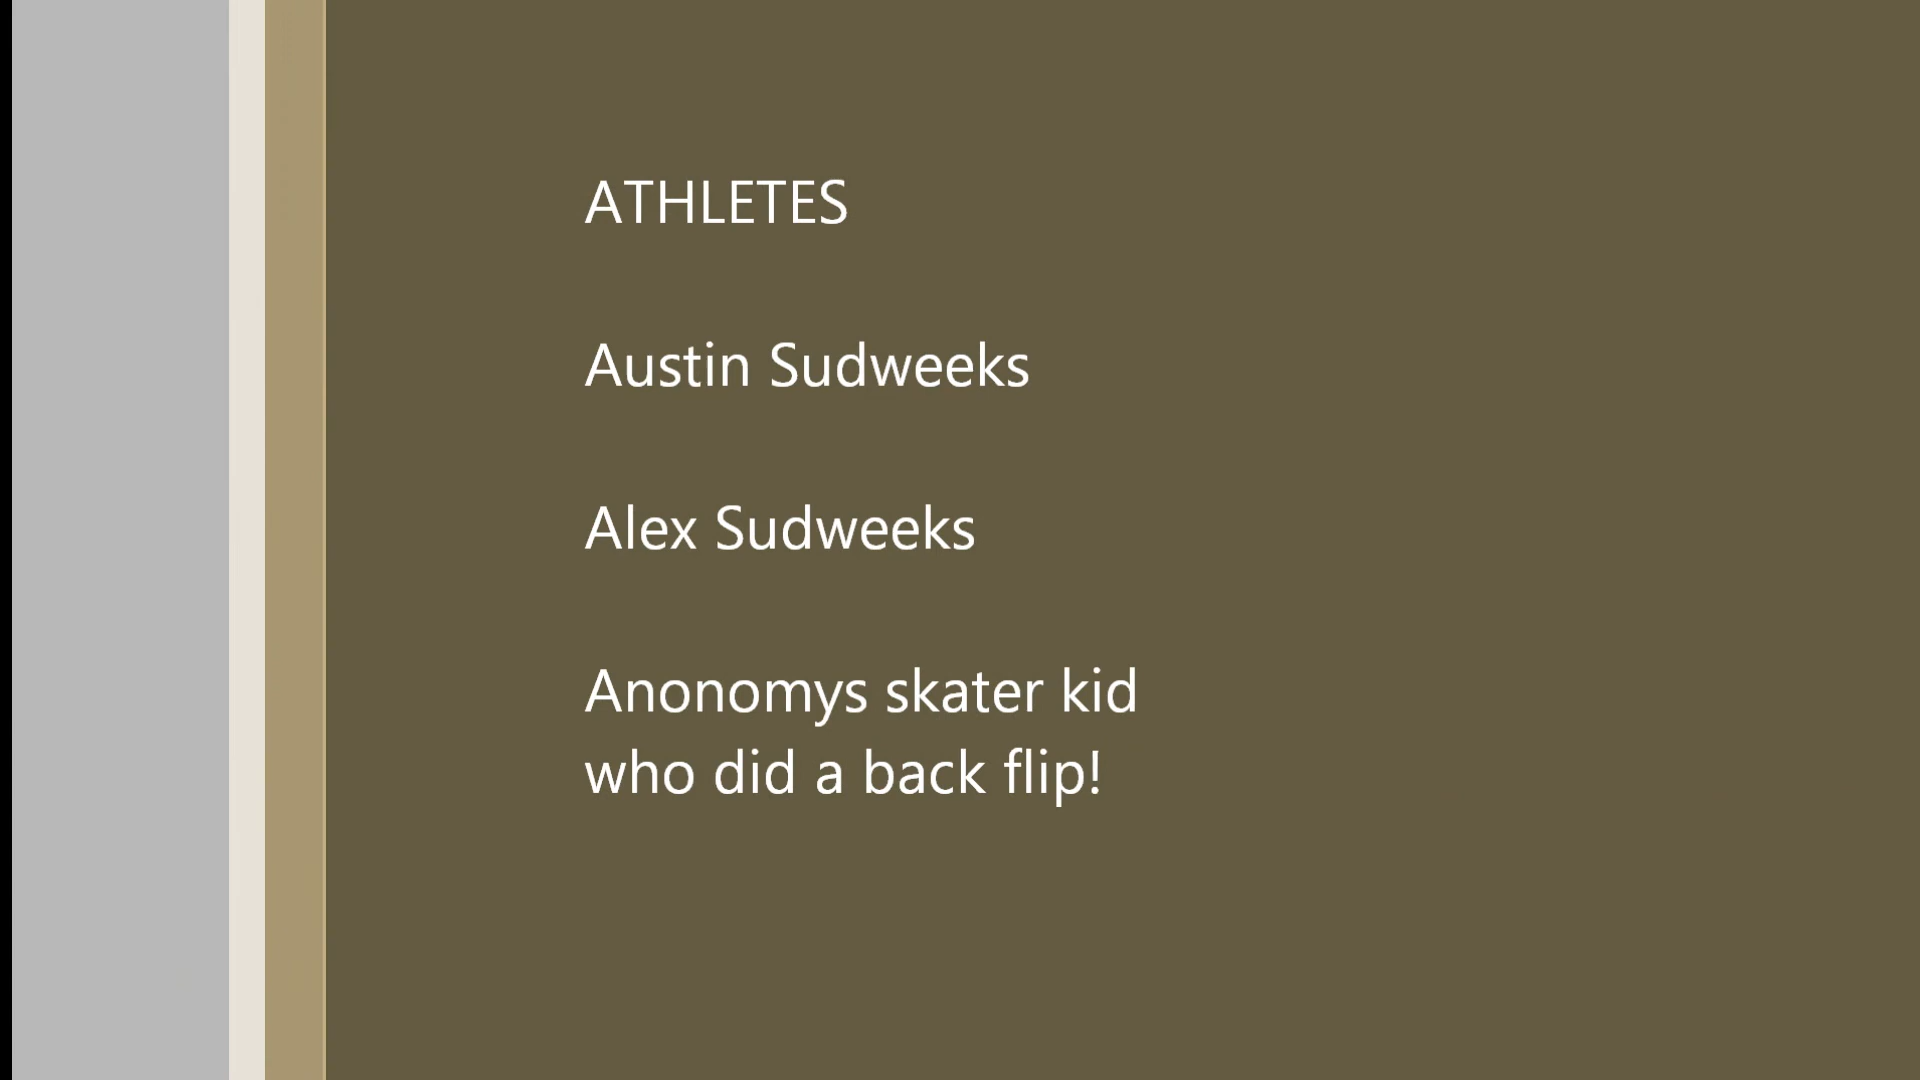 ATHLETES
Austin Sudweeks
Alex Sudweeks
Anonomys skater kid
who did a back flip!